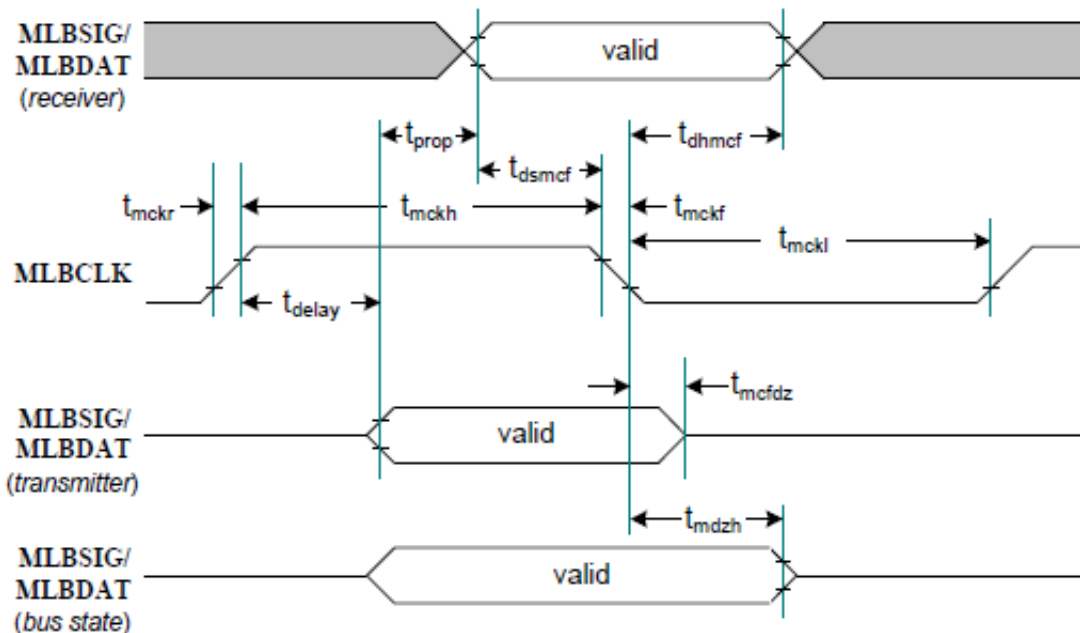 MLBSIG/
MLBDAT
(receiver)
valid
tprop
tdhmcf
tdsmcf
tmckr
tmckh
tmckf
tmckl
MLBCLK
tdelay
tmcfdz
MLBSIG/
MLBDAT
(transmitter)
valid
tmdzh
MLBSIG/
MLBDAT
(bus state)
valid